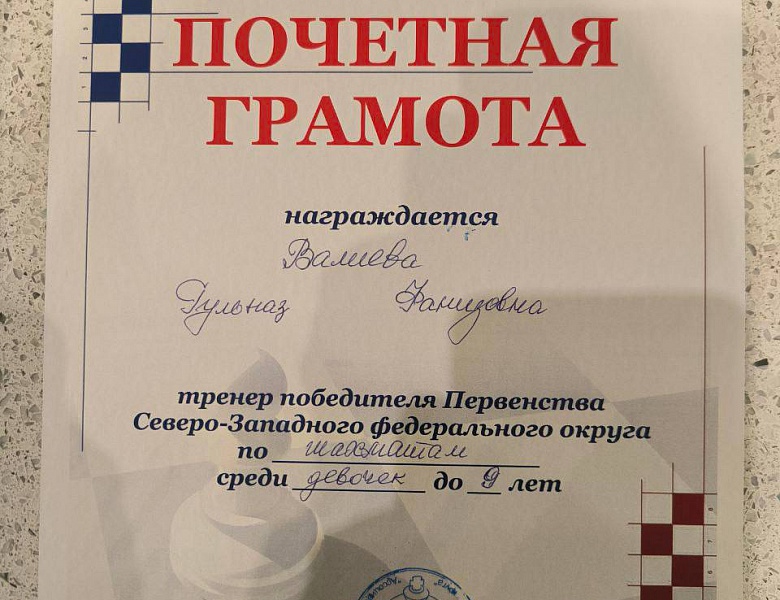 ПОЧЕТНАЯ
ГРАМОТА
награждается
Валиева
Гульназ Фанизовна
тренер победителя Первенства
Северо-Западного федерального округа
по шахматам
среди девочек до 9 лет